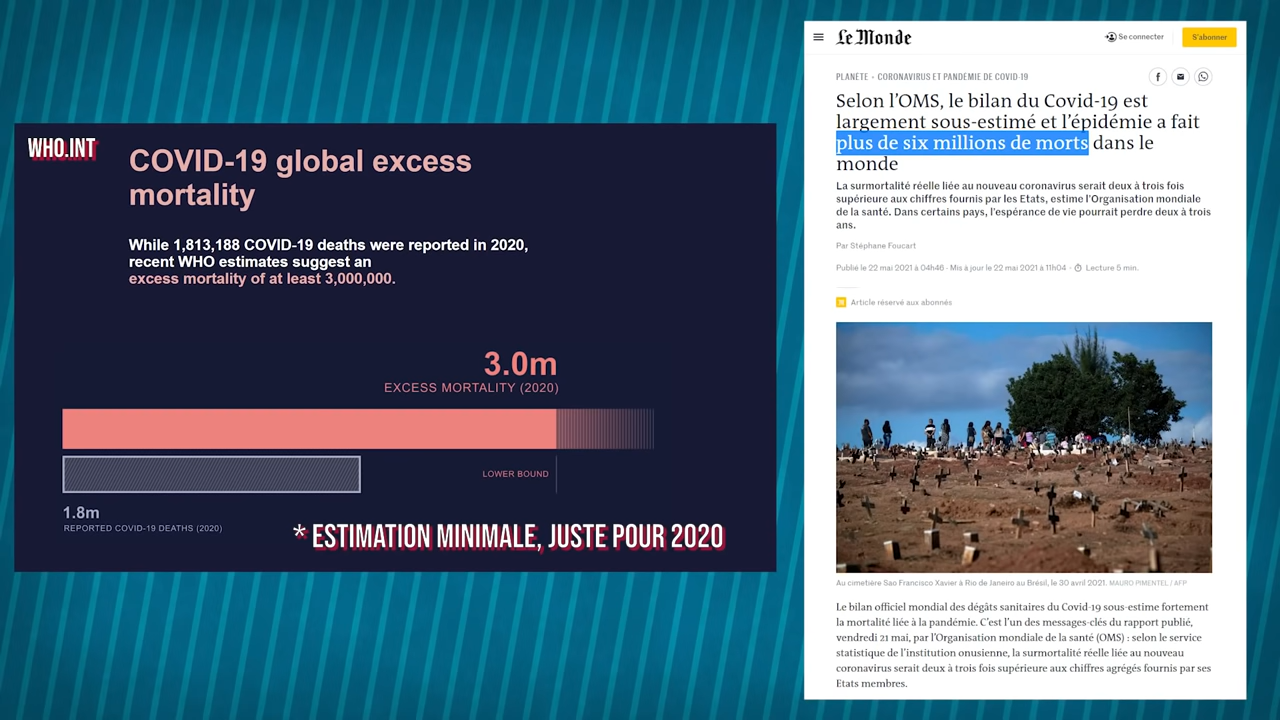 WHO.INT
COVID-19 global excess
mortality
While 1,813,188 COVID-19 deaths were reported in 2020,
recent WHO estimates suggest an
excess mortality of at least 3,000,000.
3.0m
EXCESS MORTALITY (2020)
LOWER BOUND
1.8m
REPORTED COVID-19 DEATHS (2020)
* ESTIMATION MINIMALE, JUSTE POUR 2020
Le Monde
Se connecter
S'abonner
PLANÈTE • CORONAVIRUS ET PANDÉMIE DE COVID-19
Selon l'OMS, le bilan du Covid-19 est
largement sous-estimé et l'épidémie a fait
plus de six millions de morts dans le
monde
La surmortalité réelle liée au nouveau coronavirus serait deux à trois fois
supérieure aux chiffres fournis par les Etats, estime l'Organisation mondiale
de la santé. Dans certains pays, l'espérance de vie pourrait perdre deux à trois
ans.
Par Stéphane Foucart
Publié le 22 mai 2021 à 04h46 - Mis à jour le 22 mai 2021 à 11h04 - Lecture 5 min.
Article réservé aux abonnés
Au cimetière Sao Francisco Xavier à Rio de Janeiro au Brésil, le 30 avril 2021. MAURO PIMENTEL / AFP
Le bilan officiel mondial des dégâts sanitaires du Covid-19 sous-estime fortement
la mortalité liée à la pandémie. C'est l'un des messages-clés du rapport publié,
vendredi 21 mai, par l'Organisation mondiale de la santé (OMS) : selon le service
statistique de l'institution onusienne, la surmortalité réelle liée au nouveau
coronavirus serait deux à trois fois supérieure aux chiffres agrégés fournis par ses
Etats membres.